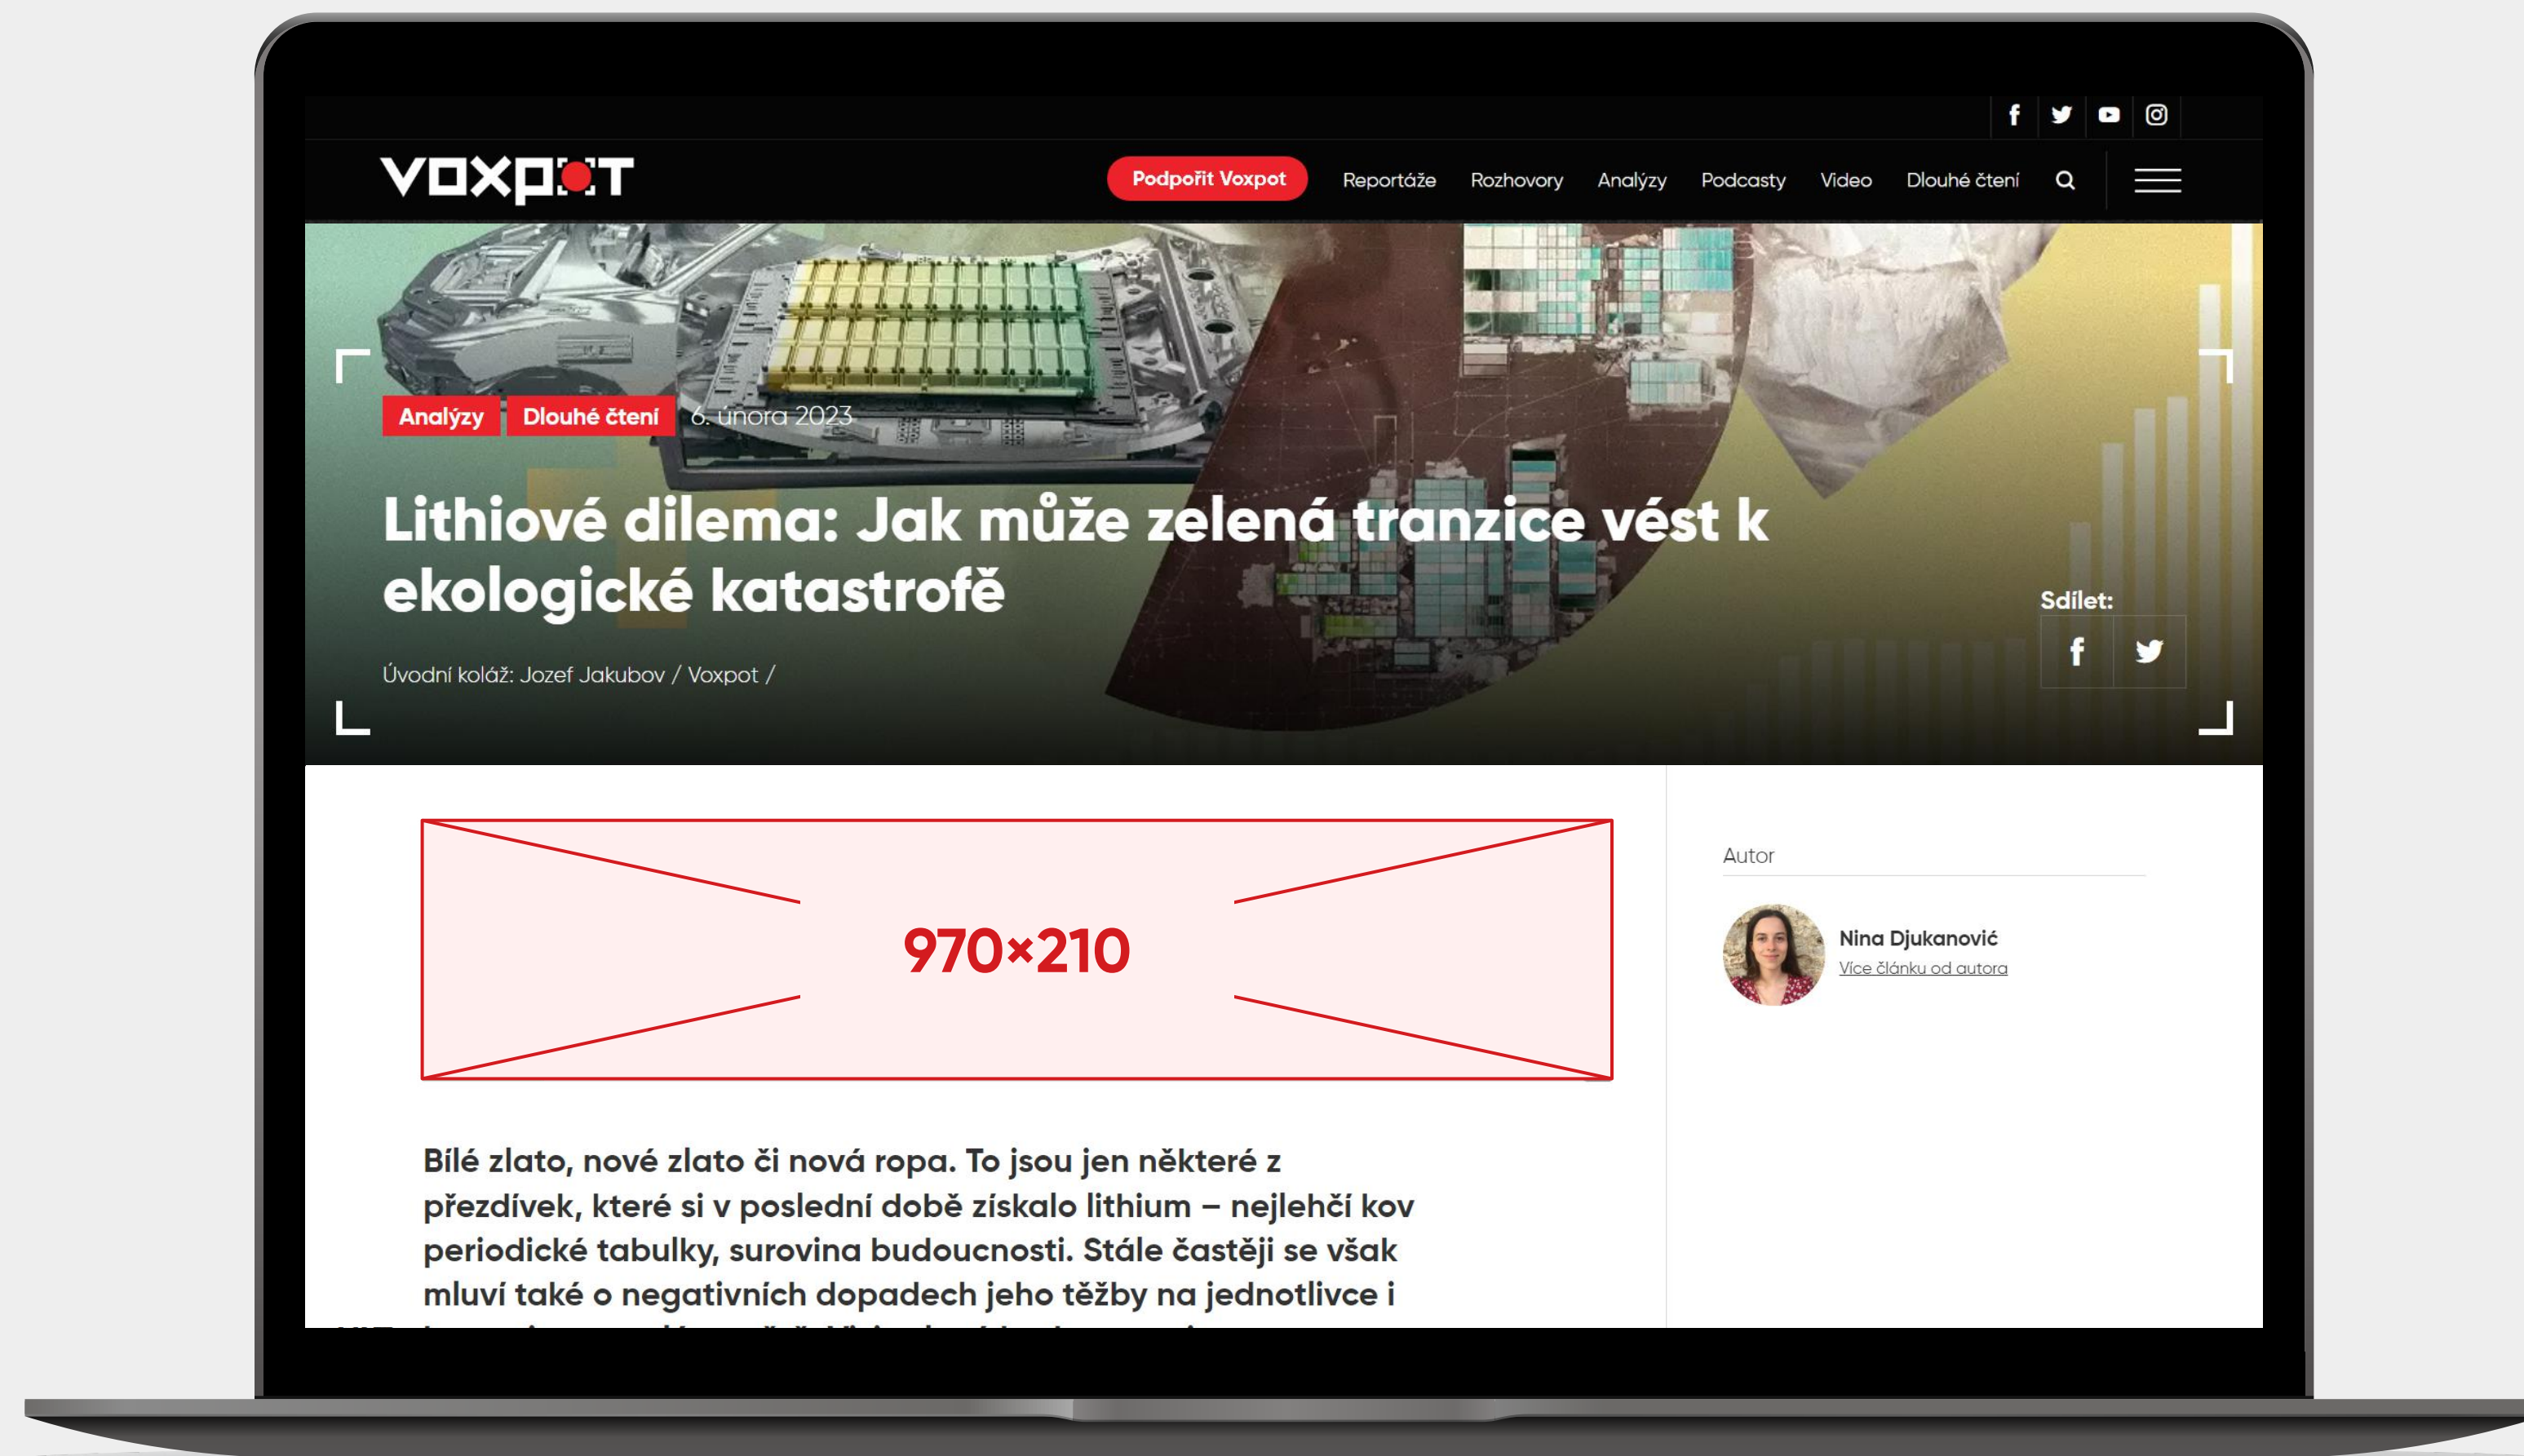 VOXPOT
Podpořit Voxpot
Reportáže
Rozhovory
Analýzy
Podcasty
Video
Dlouhé čtení
Analýzy
Dlouhé čtení
6. února 2023
Lithiové dilema: Jak může zelená tranzice vést k
ekologické katastrofě
Úvodní koláž: Jozef Jakubov / Voxpot /
Sdílet:
970×210
Autor
Nina Djukanović
Více článku od autora
Bílé zlato, nové zlato či nová ropa. To jsou jen některé z
přezdívek, které si v poslední době získalo lithium – nejlehčí kov
periodické tabulky, surovina budoucnosti. Stále častěji se však
mluví také o negativních dopadech jeho těžby na jednotlivce i